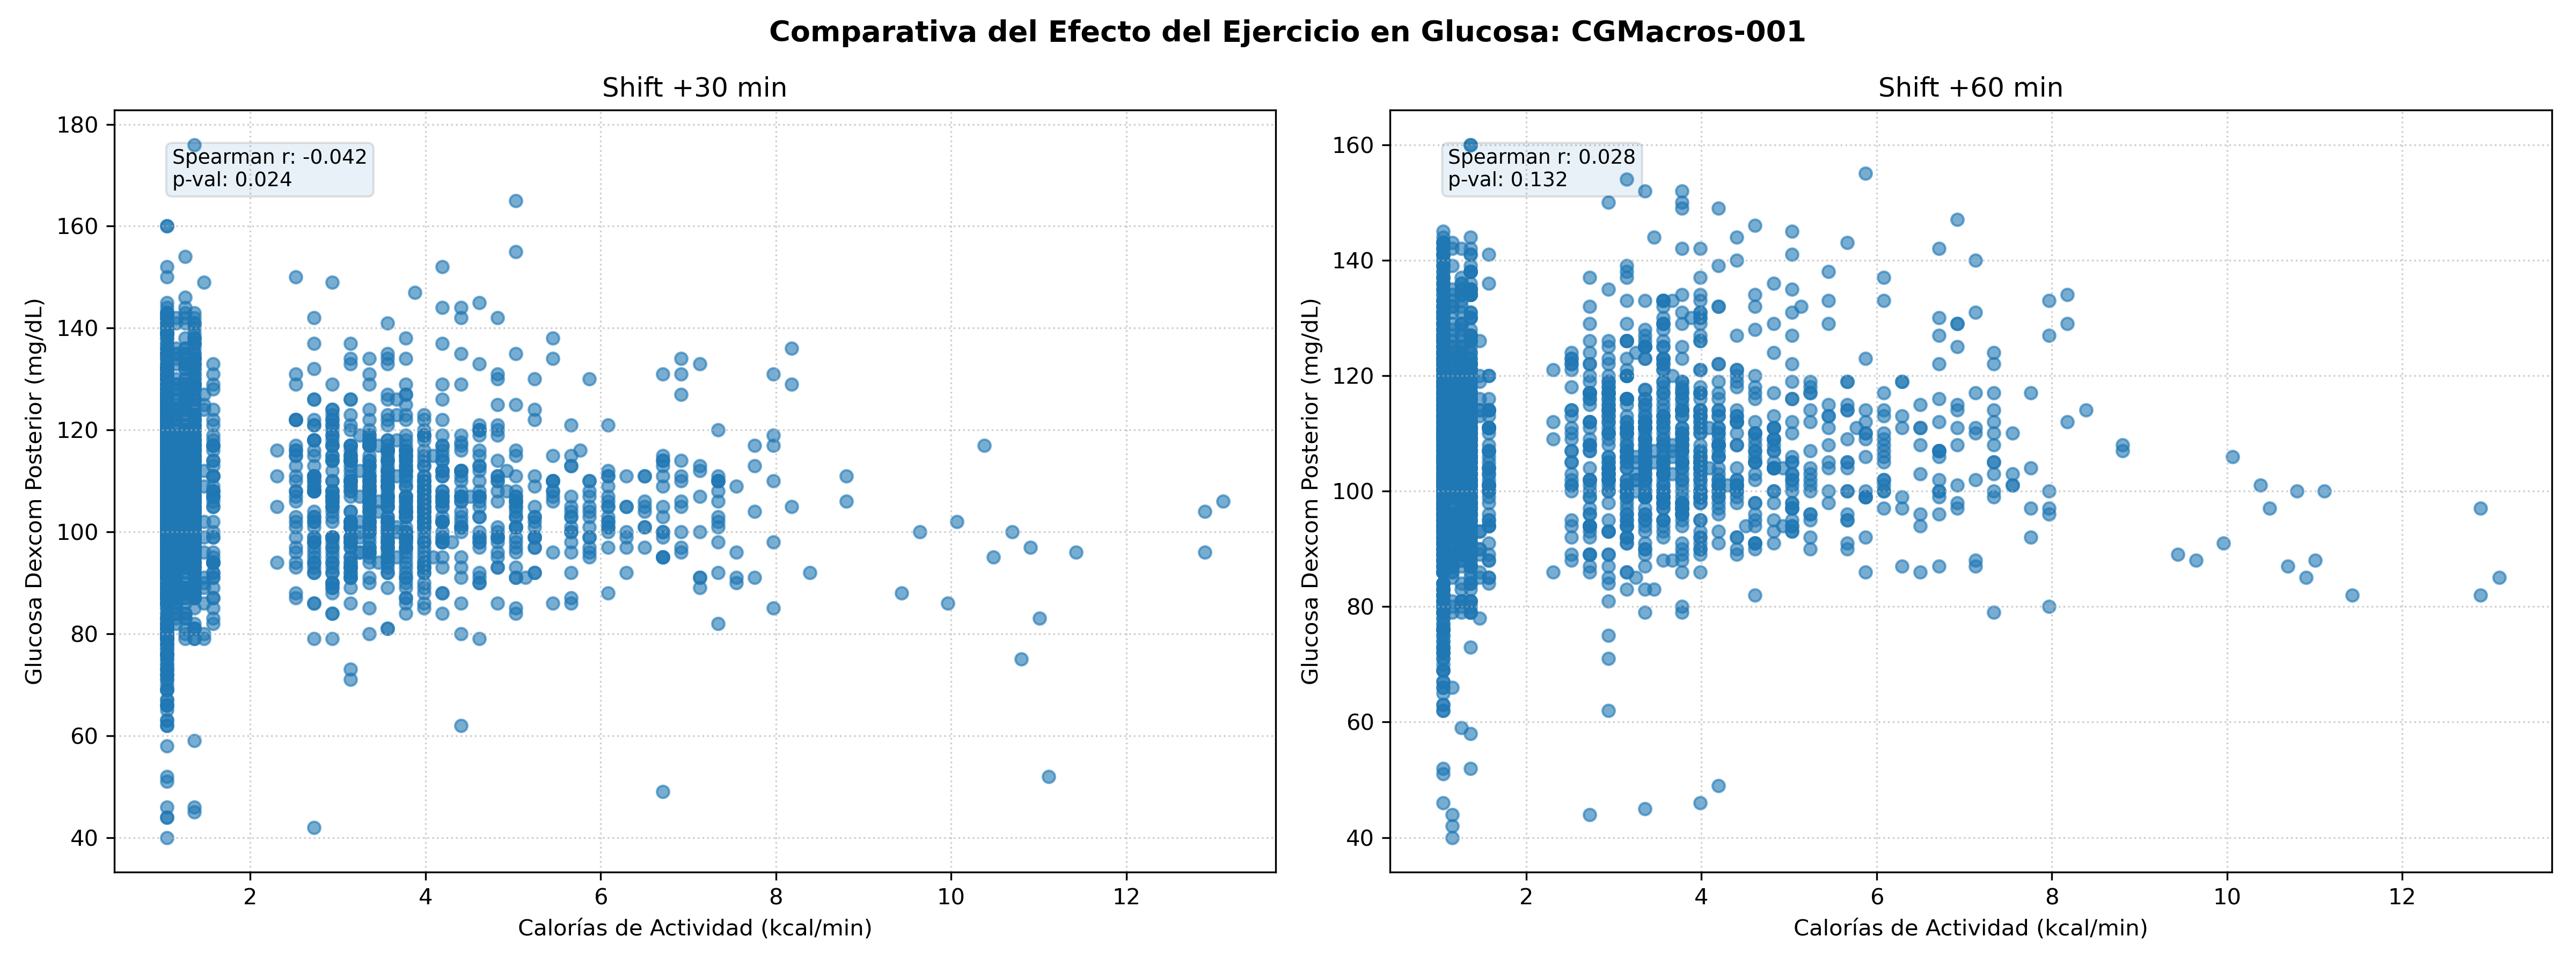 Comparativa del Efecto del Ejercicio en Glucosa: CGMacros-001
Shift +30 min
Spearman r: -0.042
p-val: 0.024
180
160
140
120
100
80
60
40
Glucosa Dexcom Posterior (mg/dL)
2 4 6 8 10 12
Calorías de Actividad (kcal/min)
Shift +60 min
Spearman r: 0.028
p-val: 0.132
160
140
120
100
80
60
40
Glucosa Dexcom Posterior (mg/dL)
2 4 6 8 10 12
Calorías de Actividad (kcal/min)